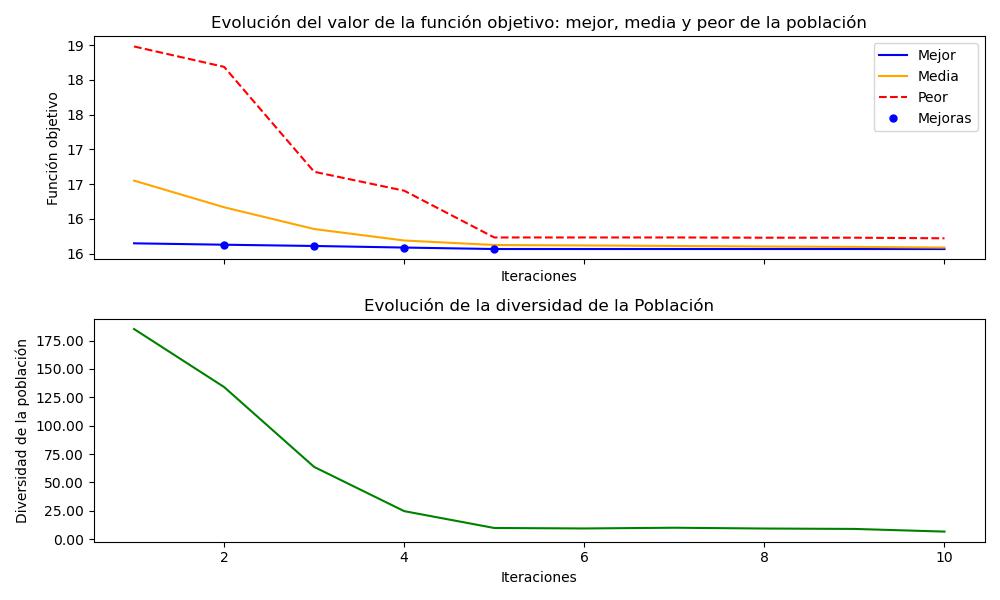 Evolución del valor de la función objetivo: mejor, media y peor de la población
Función objetivo
19
18
18
17
17
16
16
Mejor
Media
Peor
Mejoras
Iteraciones
Evolución de la diversidad de la Población
Diversidad de la población
175.00
150.00
125.00
100.00
75.00
50.00
25.00
0.00
2 4 6 8 10
Iteraciones